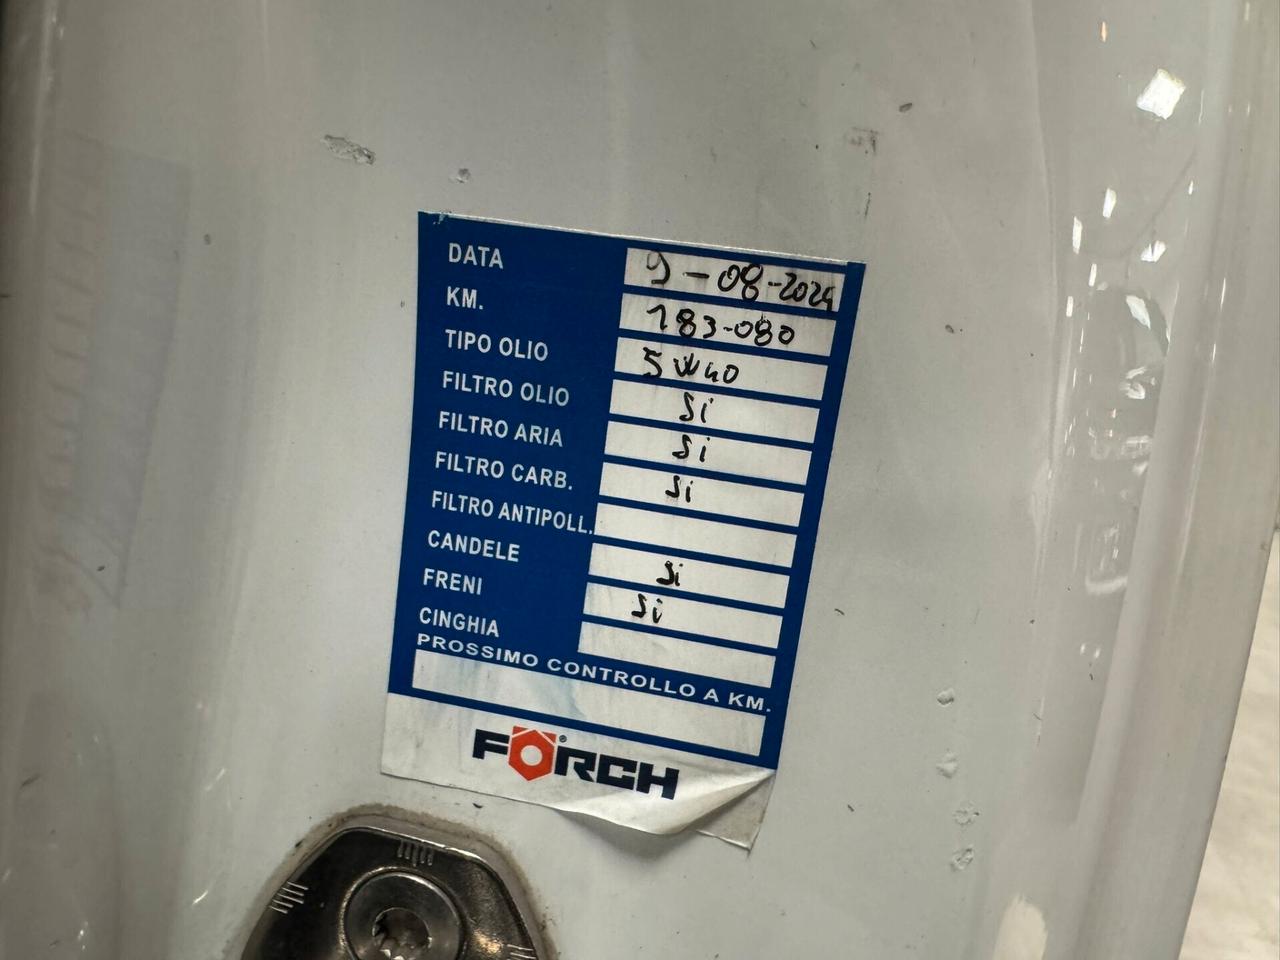 DATA 9-08-2024
KM. 183-080
TIPO OLIO 5W40
FILTRO OLIO Si
FILTRO ARIA Si
FILTRO CARB. Si
FILTRO ANTIPOLL.
CANDELE Si
FRENI Si
CINGHIA
PROSSIMO CONTROLLO A KM.
FÖRCH®